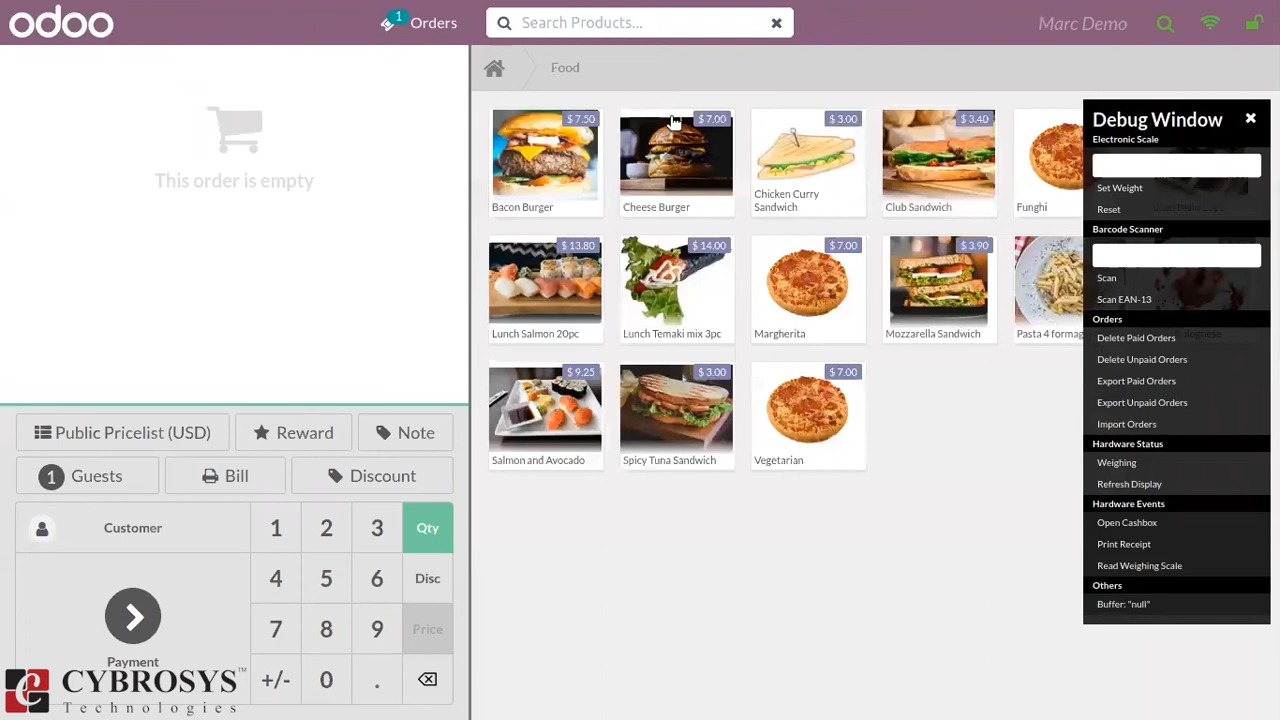 odoo
1
Orders
Search Products...
Marc Demo
Food
This order is empty
$ 7.50
Bacon Burger
$ 7.00
Cheese Burger
$ 3.00
Chicken Curry
Sandwich
$ 3.40
Club Sandwich
Funghi
$ 13.80
Lunch Salmon 20pc
$ 14.00
Lunch Temaki mix 3pc
$ 7.00
Margherita
$ 3.90
Mozzarella Sandwich
Pasta 4 formag
$ 9.25
Salmon and Avocado
$ 3.00
Spicy Tuna Sandwich
$ 7.00
Vegetarian
Debug Window
Electronic Scale
Set Weight
Reset
Barcode Scanner
Scan
Scan EAN-13
Orders
Delete Paid Orders
Delete Unpaid Orders
Export Paid Orders
Export Unpaid Orders
Import Orders
Hardware Status
Weighing
Refresh Display
Hardware Events
Open Cashbox
Print Receipt
Read Weighing Scale
Others
Buffer: "null"
Public Pricelist (USD)
Reward
Note
1 Guests
Bill
Discount
Customer
1 2 3 Qty
4 5 6 Disc
7 8 9 Price
+/- 0 .
Payment
CYBROSYS™
Technologies